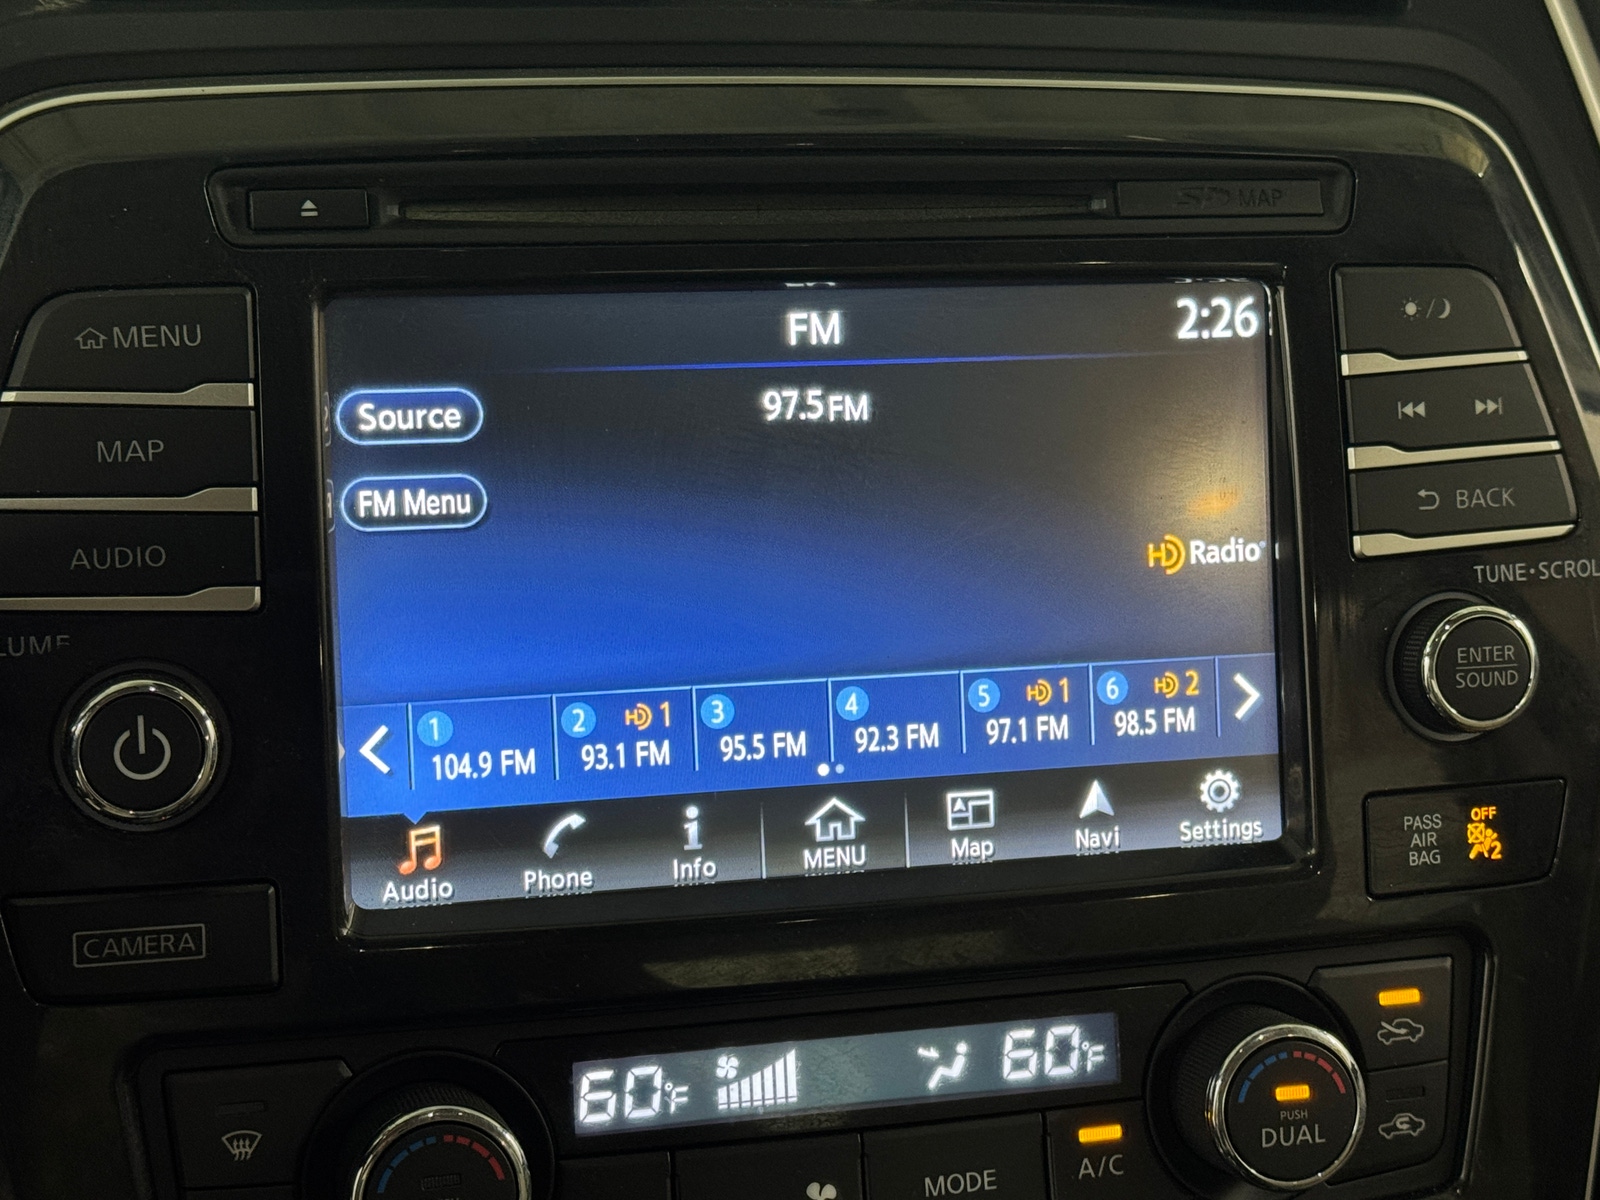 SD MAP
MENU
MAP
AUDIO
LUME
CAMERA
FM
2:26
Source
97.5 FM
FM Menu
HD Radio
1
104.9 FM
2 HD 1
93.1 FM
3
95.5 FM
4
92.3 FM
5 HD 1
97.1 FM
6 HD 2
98.5 FM
Audio
Phone
Info
MENU
Map
Navi
Settings
BACK
TUNE•SCROL
ENTER
SOUND
PASS
AIR
BAG
OFF
2
60°F
60°F
PUSH
DUAL
A/C
MODE